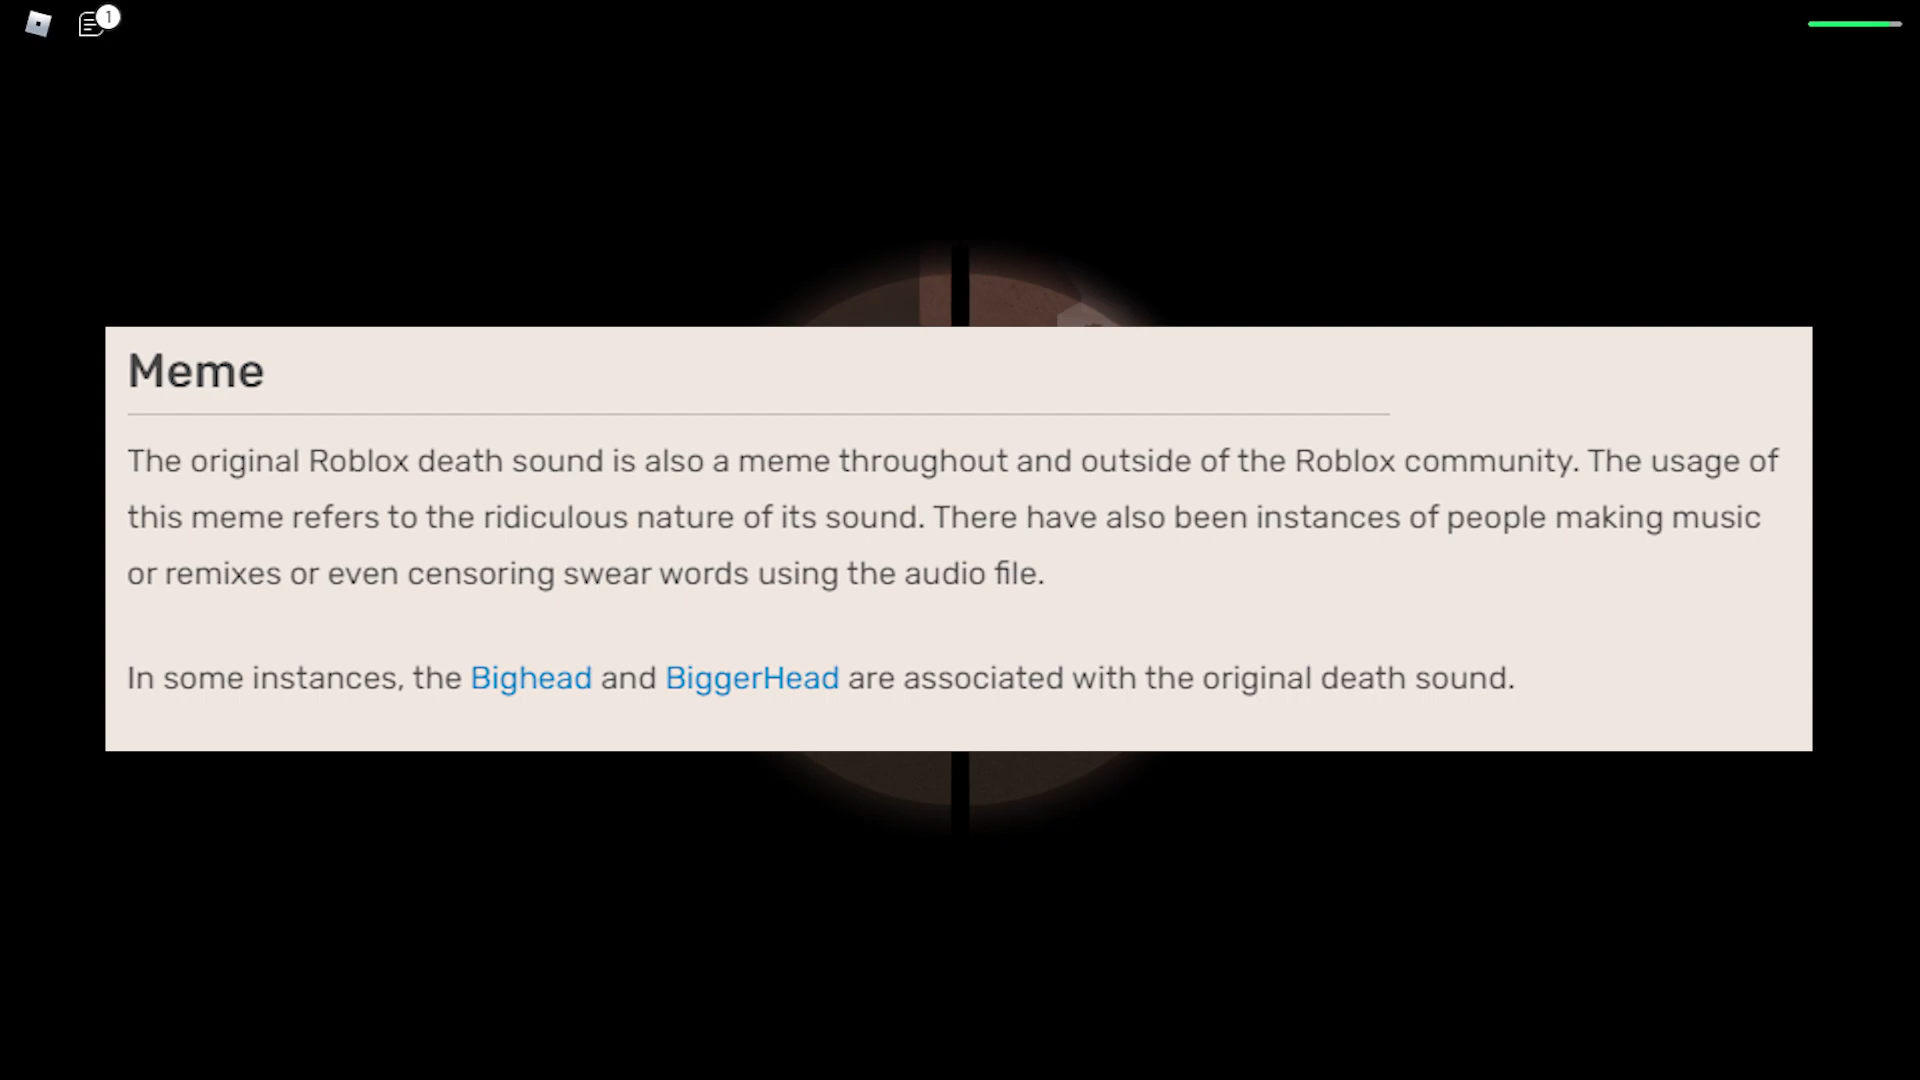 1
Meme
The original Roblox death sound is also a meme throughout and outside of the Roblox community. The usage of
this meme refers to the ridiculous nature of its sound. There have also been instances of people making music
or remixes or even censoring swear words using the audio file.
In some instances, the Bighead and BiggerHead are associated with the original death sound.